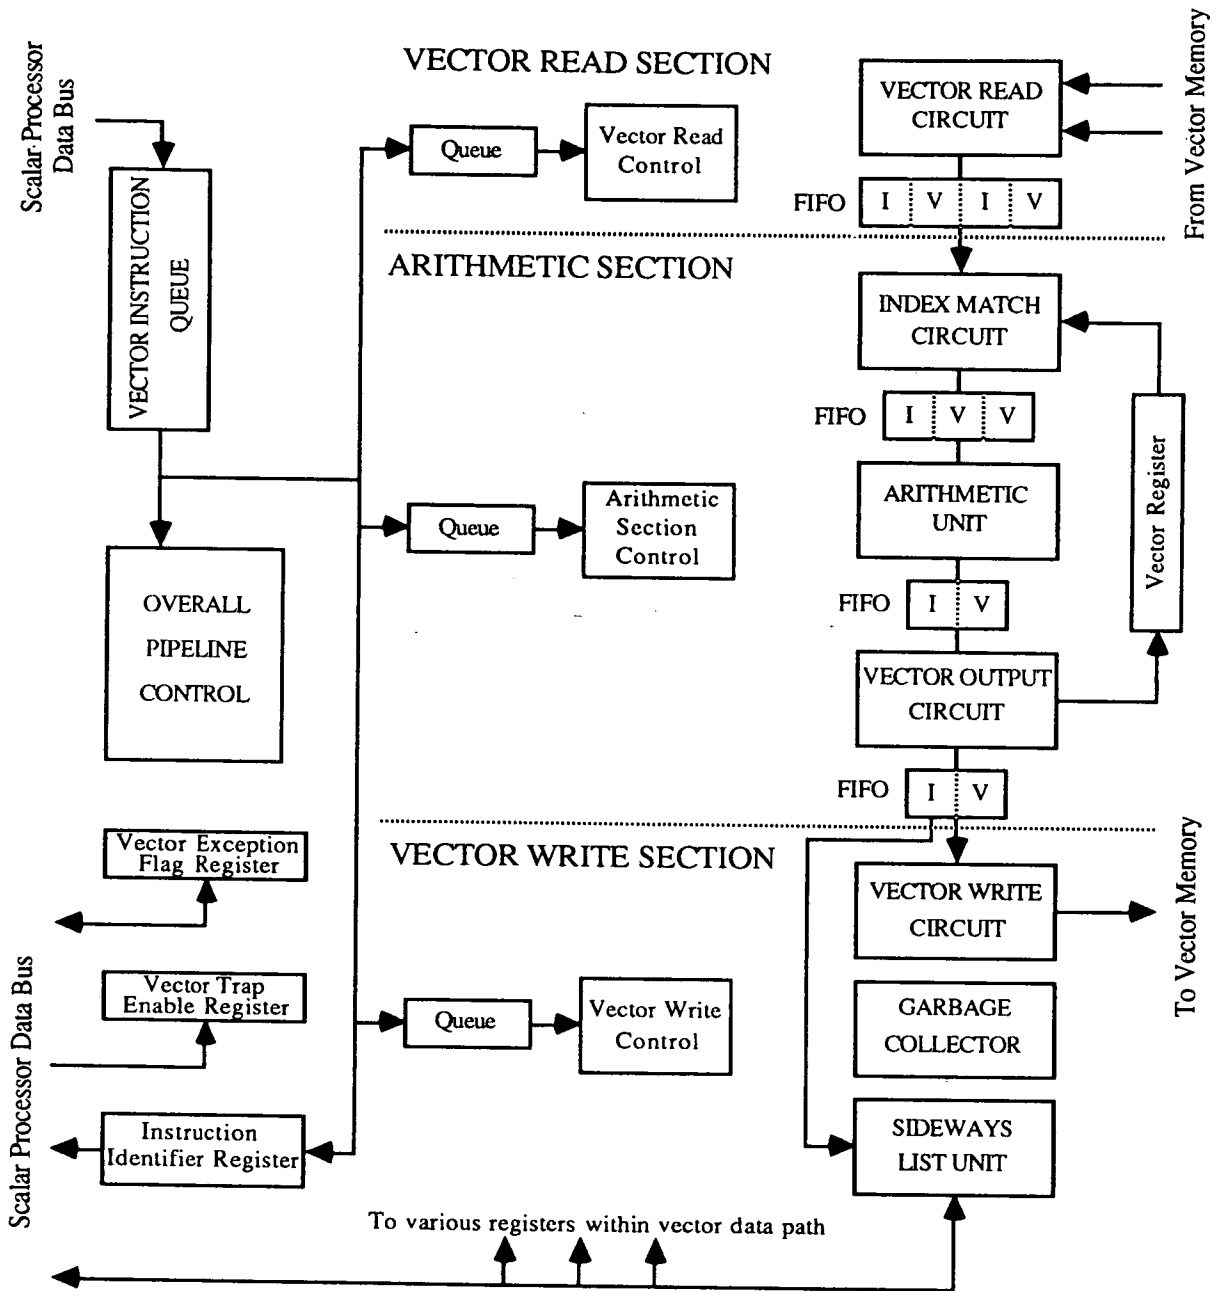 Scalar Processor
Data Bus
VECTOR INSTRUCTION
QUEUE
OVERALL
PIPELINE
CONTROL
Vector Exception
Flag Register
Vector Trap
Enable Register
Instruction
Identifier Register
Scalar Processor Data Bus
VECTOR READ SECTION
Queue
Vector Read
Control
VECTOR READ
CIRCUIT
From Vector Memory
FIFO I V I V
ARITHMETIC SECTION
INDEX MATCH
CIRCUIT
FIFO I V V
Queue
Arithmetic
Section
Control
ARITHMETIC
UNIT
Vector Register
FIFO I V
VECTOR OUTPUT
CIRCUIT
FIFO I V
VECTOR WRITE SECTION
VECTOR WRITE
CIRCUIT
To Vector Memory
Queue
Vector Write
Control
GARBAGE
COLLECTOR
SIDEWAYS
LIST UNIT
To various registers within vector data path